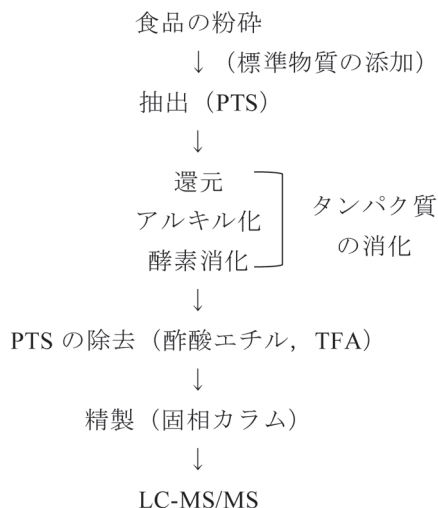 食品の粉砕
↓（標準物質の添加）
抽出（PTS）
↓
還元
アルキル化
酵素消化
タンパク質
の消化
↓
PTS の除去（酢酸エチル，TFA）
↓
精製（固相カラム）
↓
LC-MS/MS